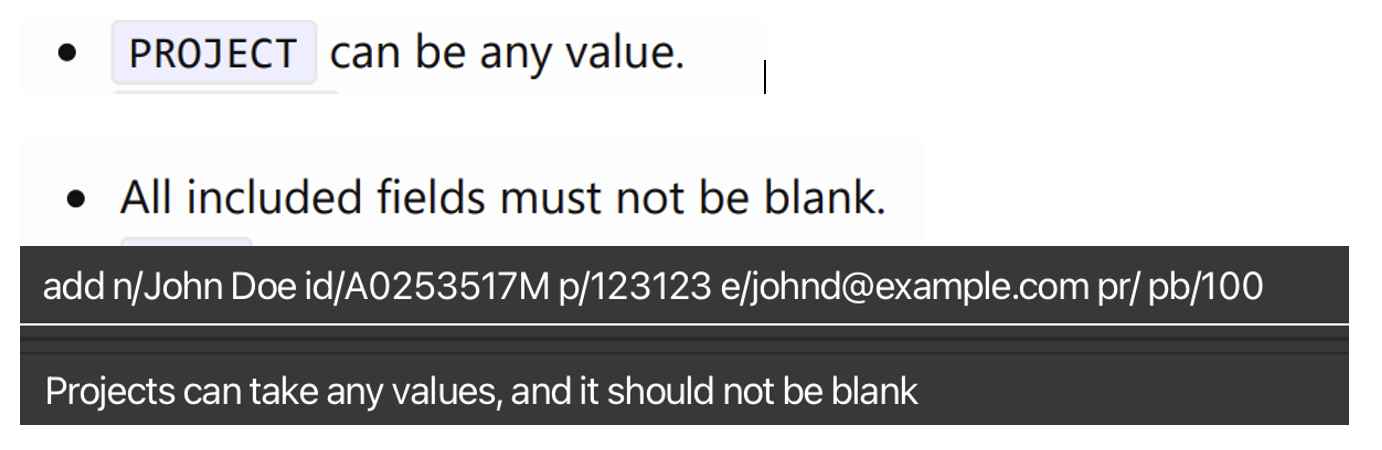 • PROJECT can be any value.
• All included fields must not be blank.
add n/John Doe id/A0253517M p/123123 e/johnd@example.com pr/ pb/100
Projects can take any values, and it should not be blank